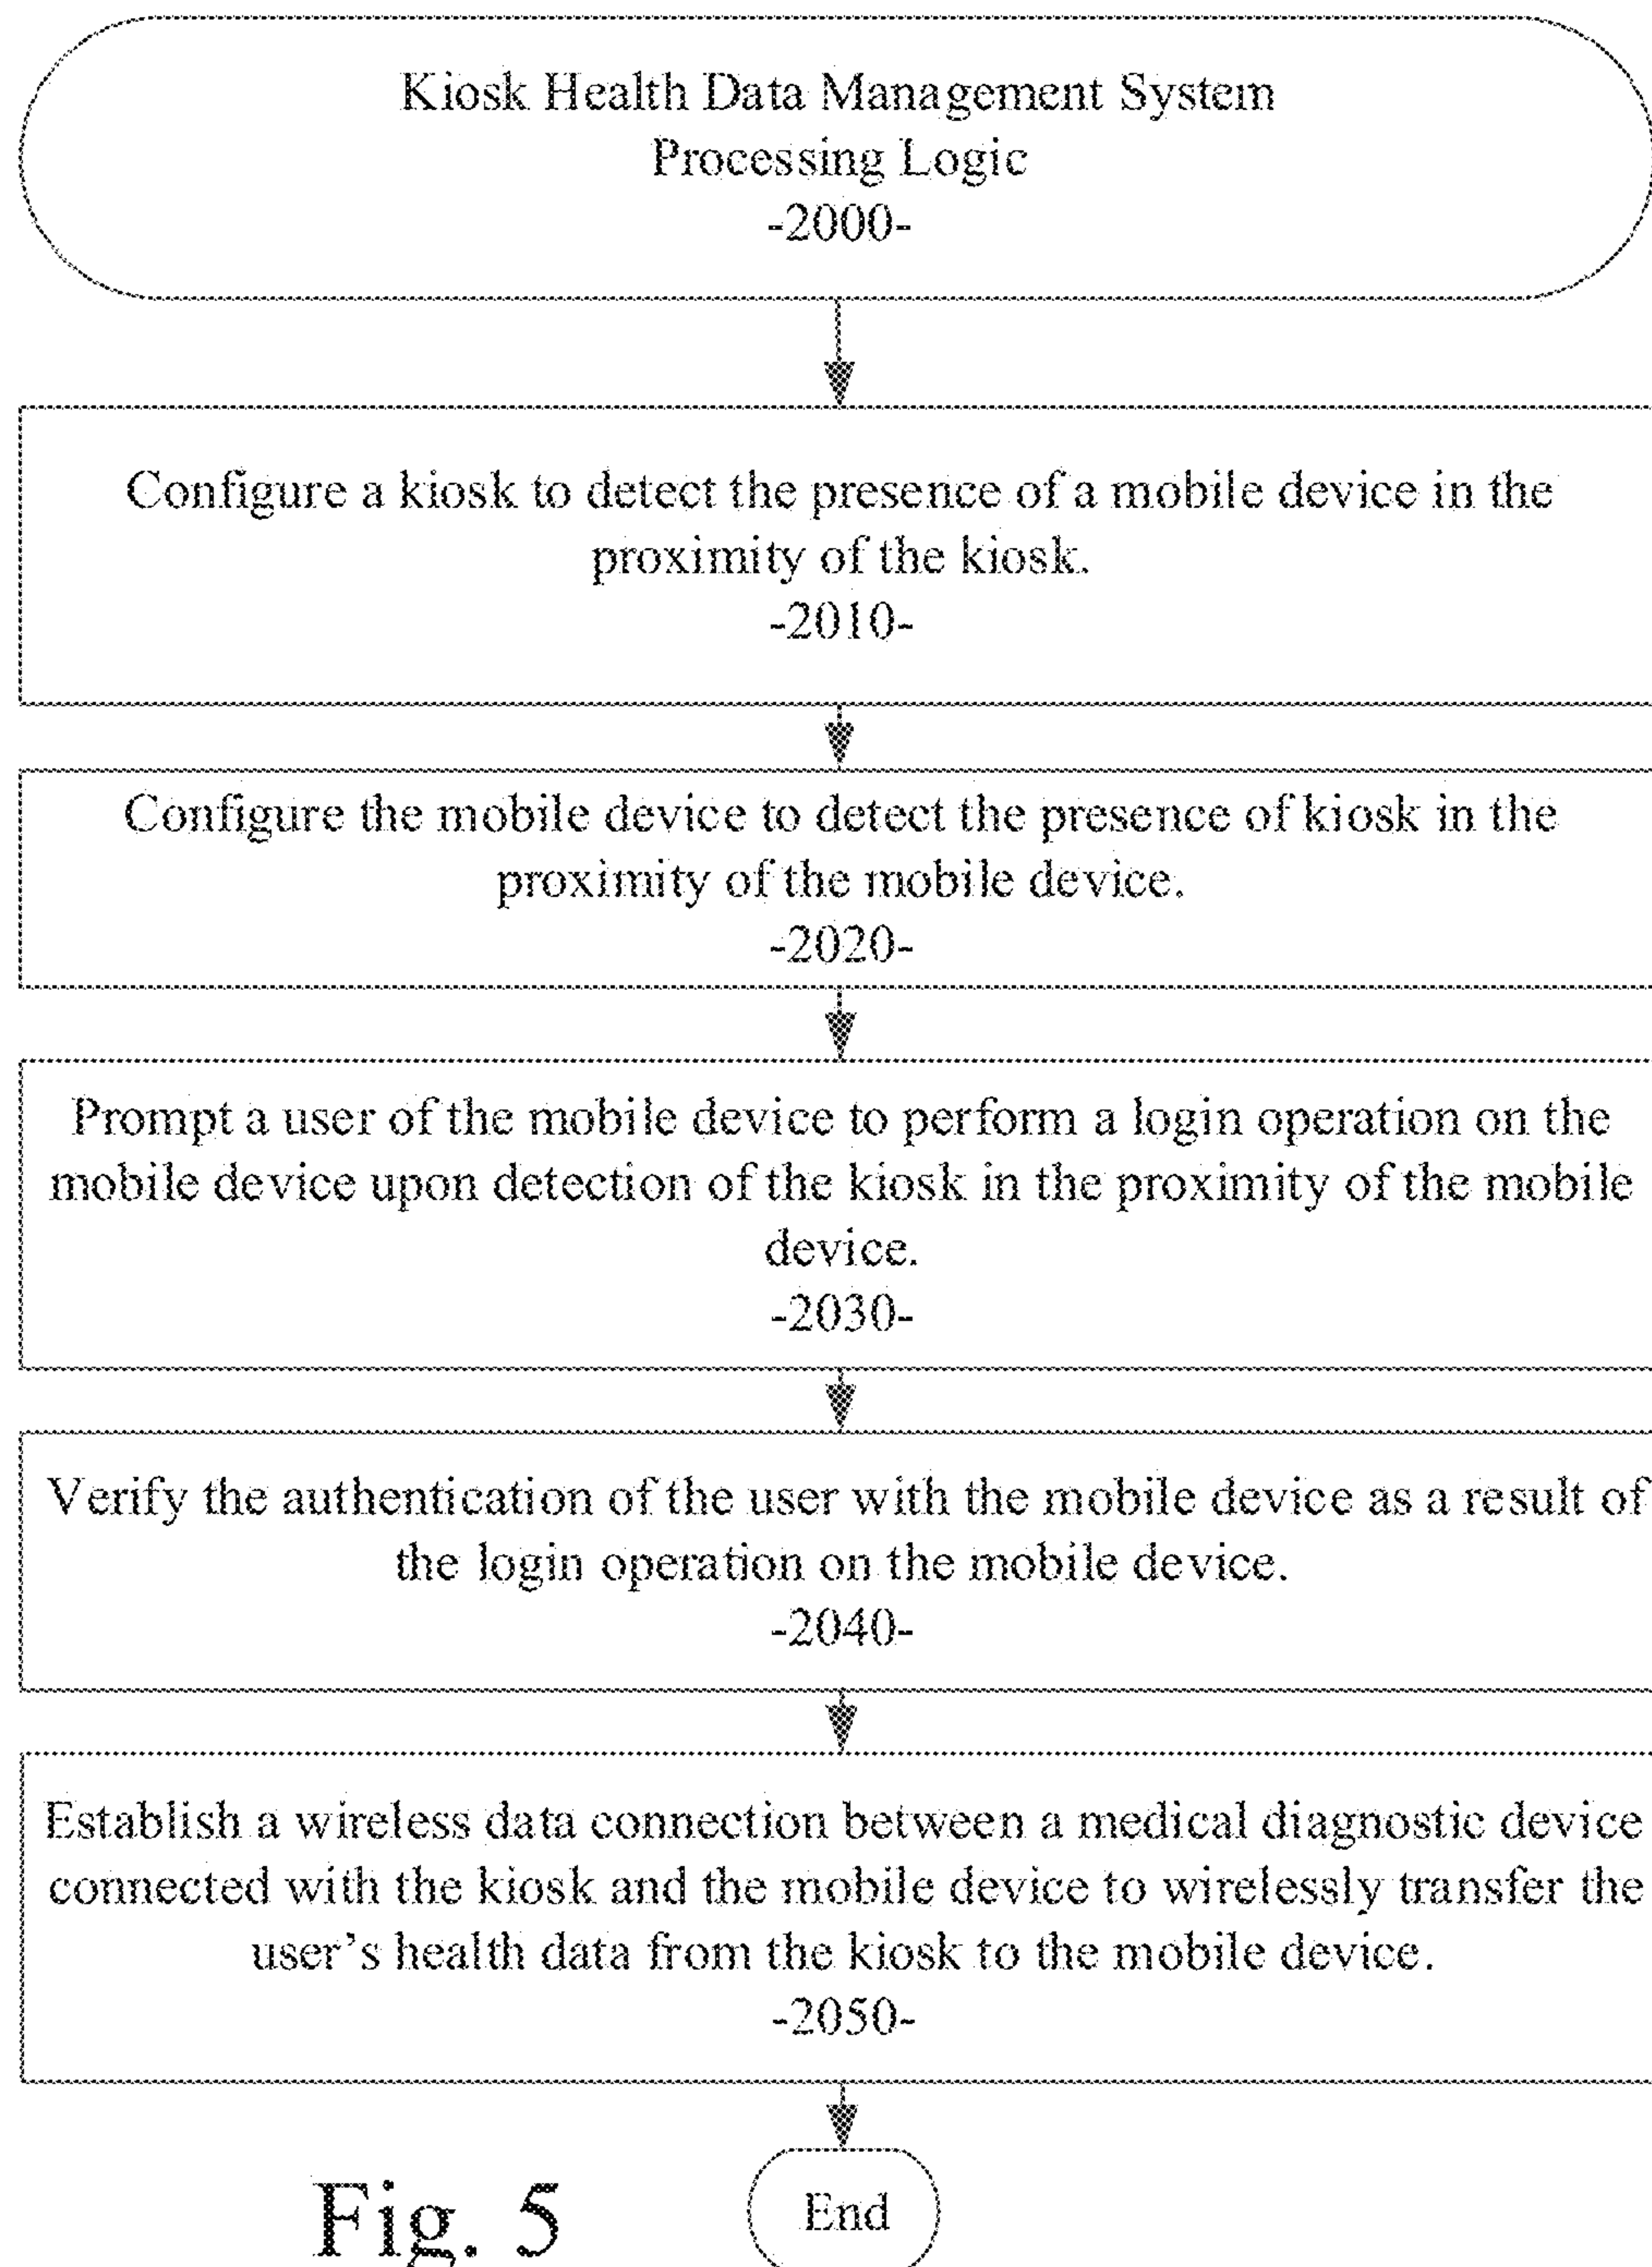 Kiosk Health Data Management System
Processing Logic
-2000-
Configure a kiosk to detect the presence of a mobile device in the
proximity of the kiosk.
-2010-
Configure the mobile device to detect the presence of kiosk in the
proximity of the mobile device.
-2020-
Prompt a user of the mobile device to perform a login operation on the
mobile device upon detection of the kiosk in the proximity of the mobile
device.
-2030-
Verify the authentication of the user with the mobile device as a result of
the login operation on the mobile device.
-2040-
Establish a wireless data connection between a medical diagnostic device
connected with the kiosk and the mobile device to wirelessly transfer the
user's health data from the kiosk to the mobile device.
-2050-
End
Fig. 5